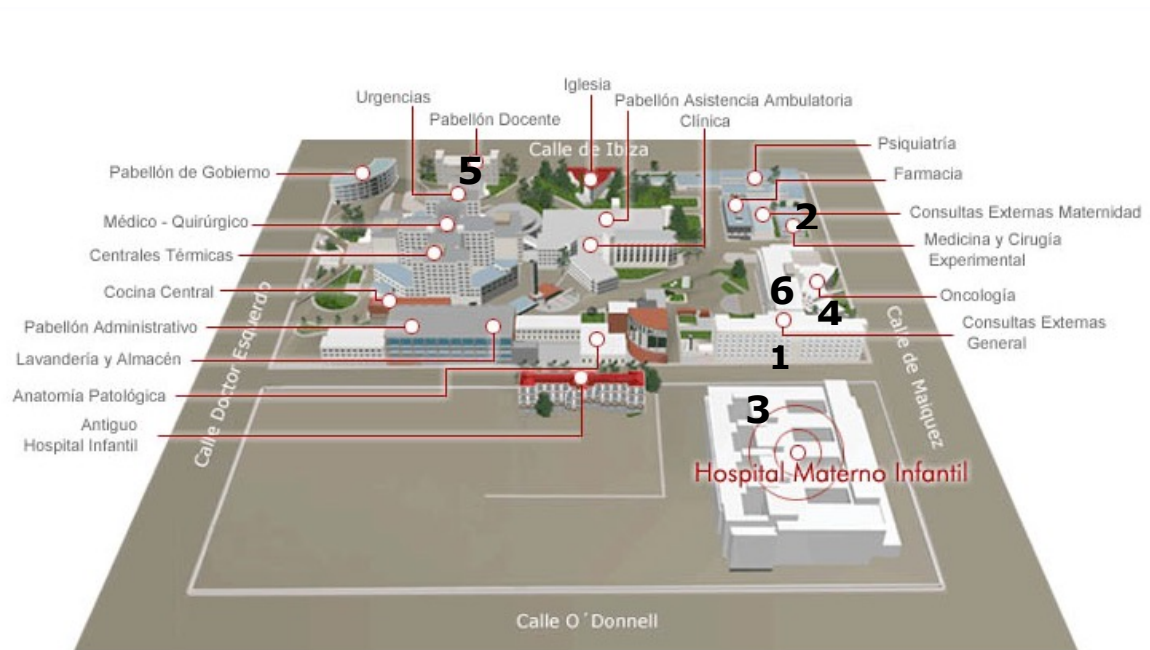 Iglesia
Urgencias
Pabellón Asistencia Ambulatoria
Pabellón Docente
Clínica
Calle de Ibiza
Psiquiatría
Pabellón de Gobierno
5
Farmacia
Médico - Quirúrgico
2
Consultas Externas Maternidad
Centrales Térmicas
Medicina y Cirugía
Experimental
Cocina Central
6
Oncología
4
Pabellón Administrativo
Consultas Externas
General
Lavandería y Almacén
1
Calle Doctor Esquerdo
Calle de Maiquez
Anatomía Patológica
3
Antiguo
Hospital Infantil
Hospital Materno Infantil
Calle O´Donnell